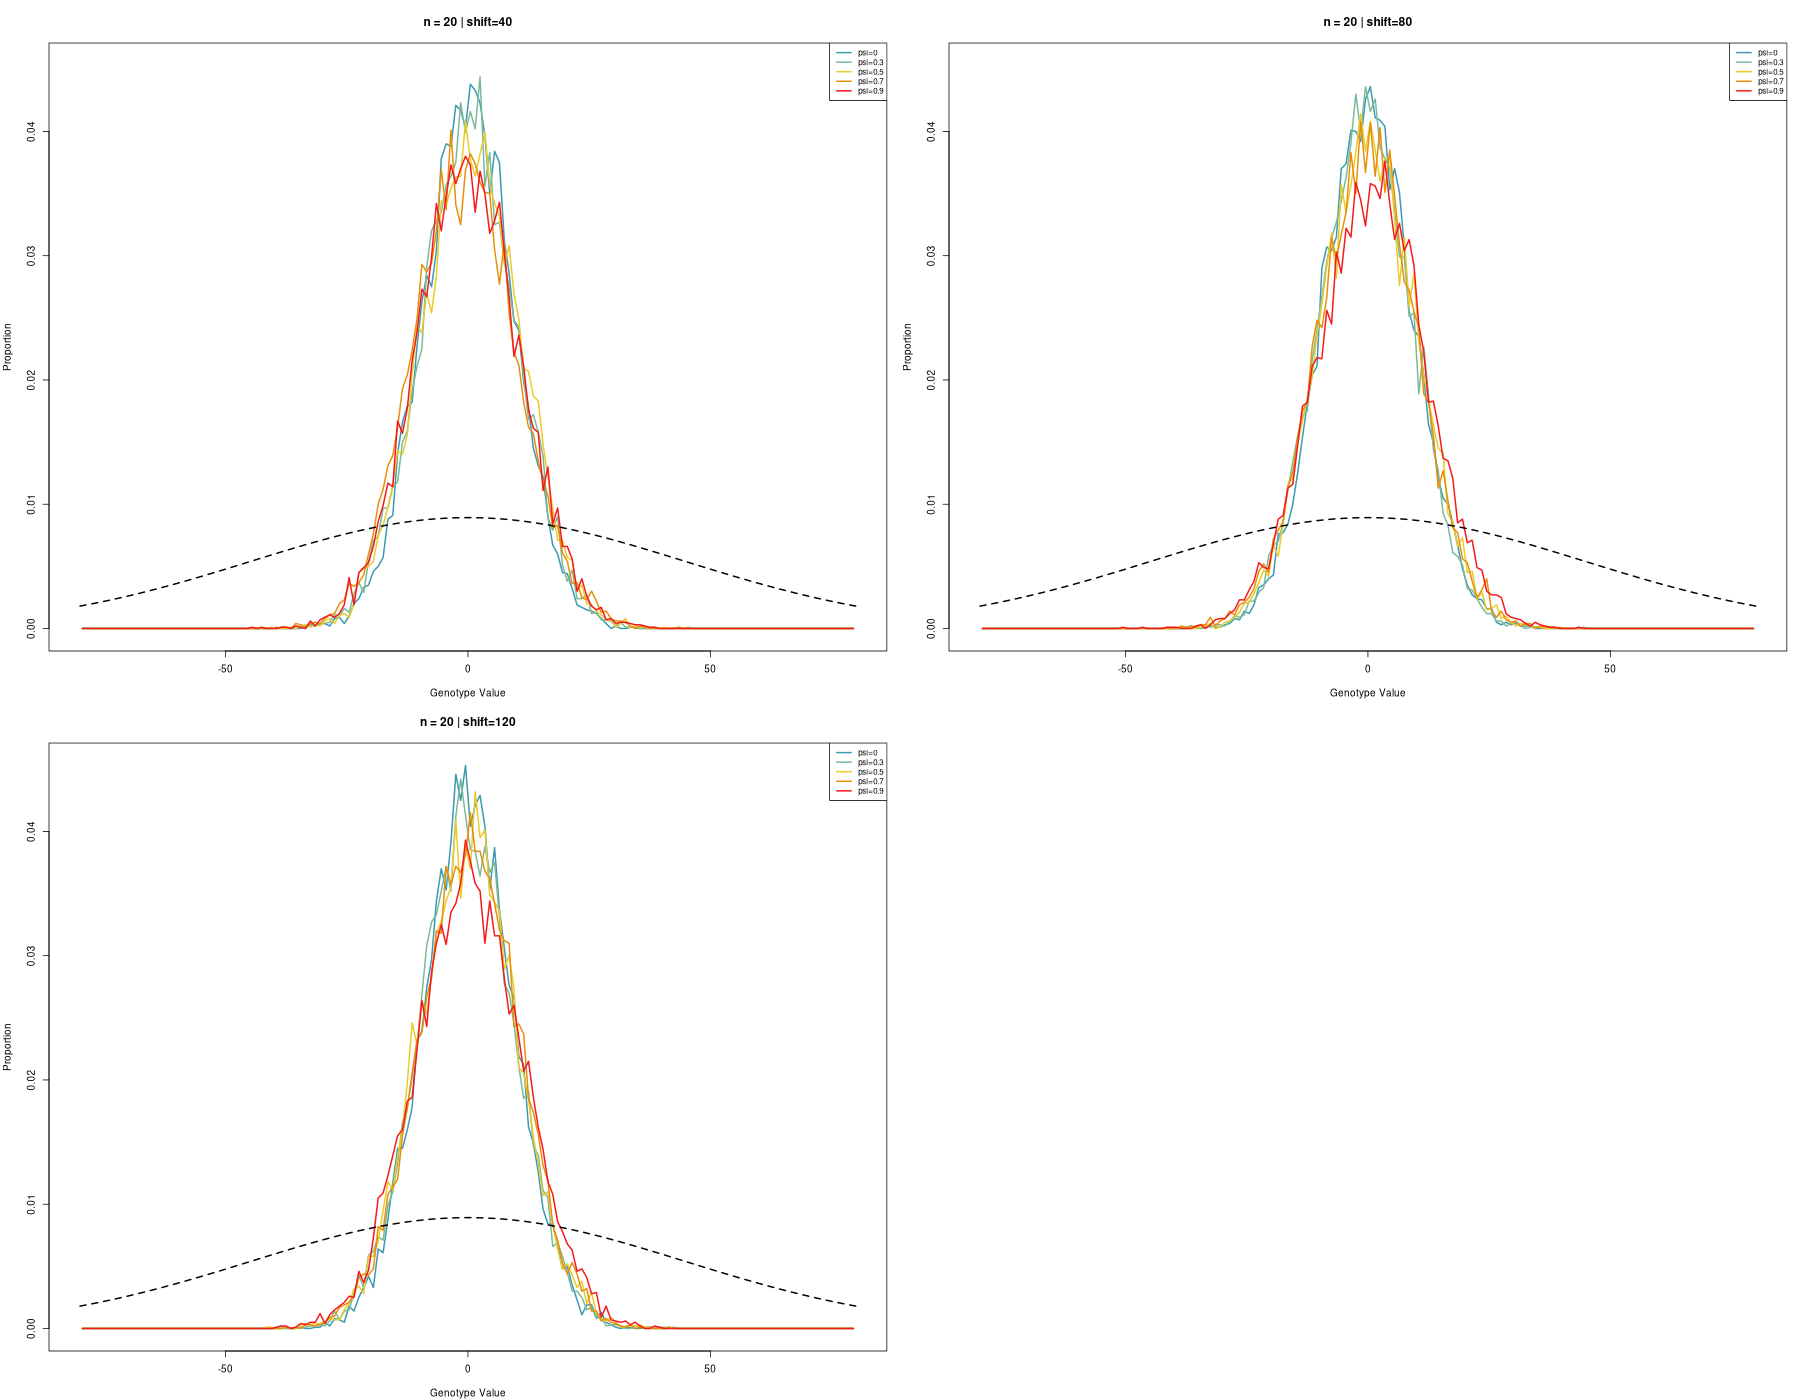 n = 20 | shift=40
psi=0
psi=0.3
psi=0.5
psi=0.7
psi=0.9
Proportion
0.04
0.03
0.02
0.01
0.00
-50 0 50
Genotype Value
n = 20 | shift=80
psi=0
psi=0.3
psi=0.5
psi=0.7
psi=0.9
Proportion
0.04
0.03
0.02
0.01
0.00
-50 0 50
Genotype Value
n = 20 | shift=120
psi=0
psi=0.3
psi=0.5
psi=0.7
psi=0.9
Proportion
0.04
0.03
0.02
0.01
0.00
-50 0 50
Genotype Value